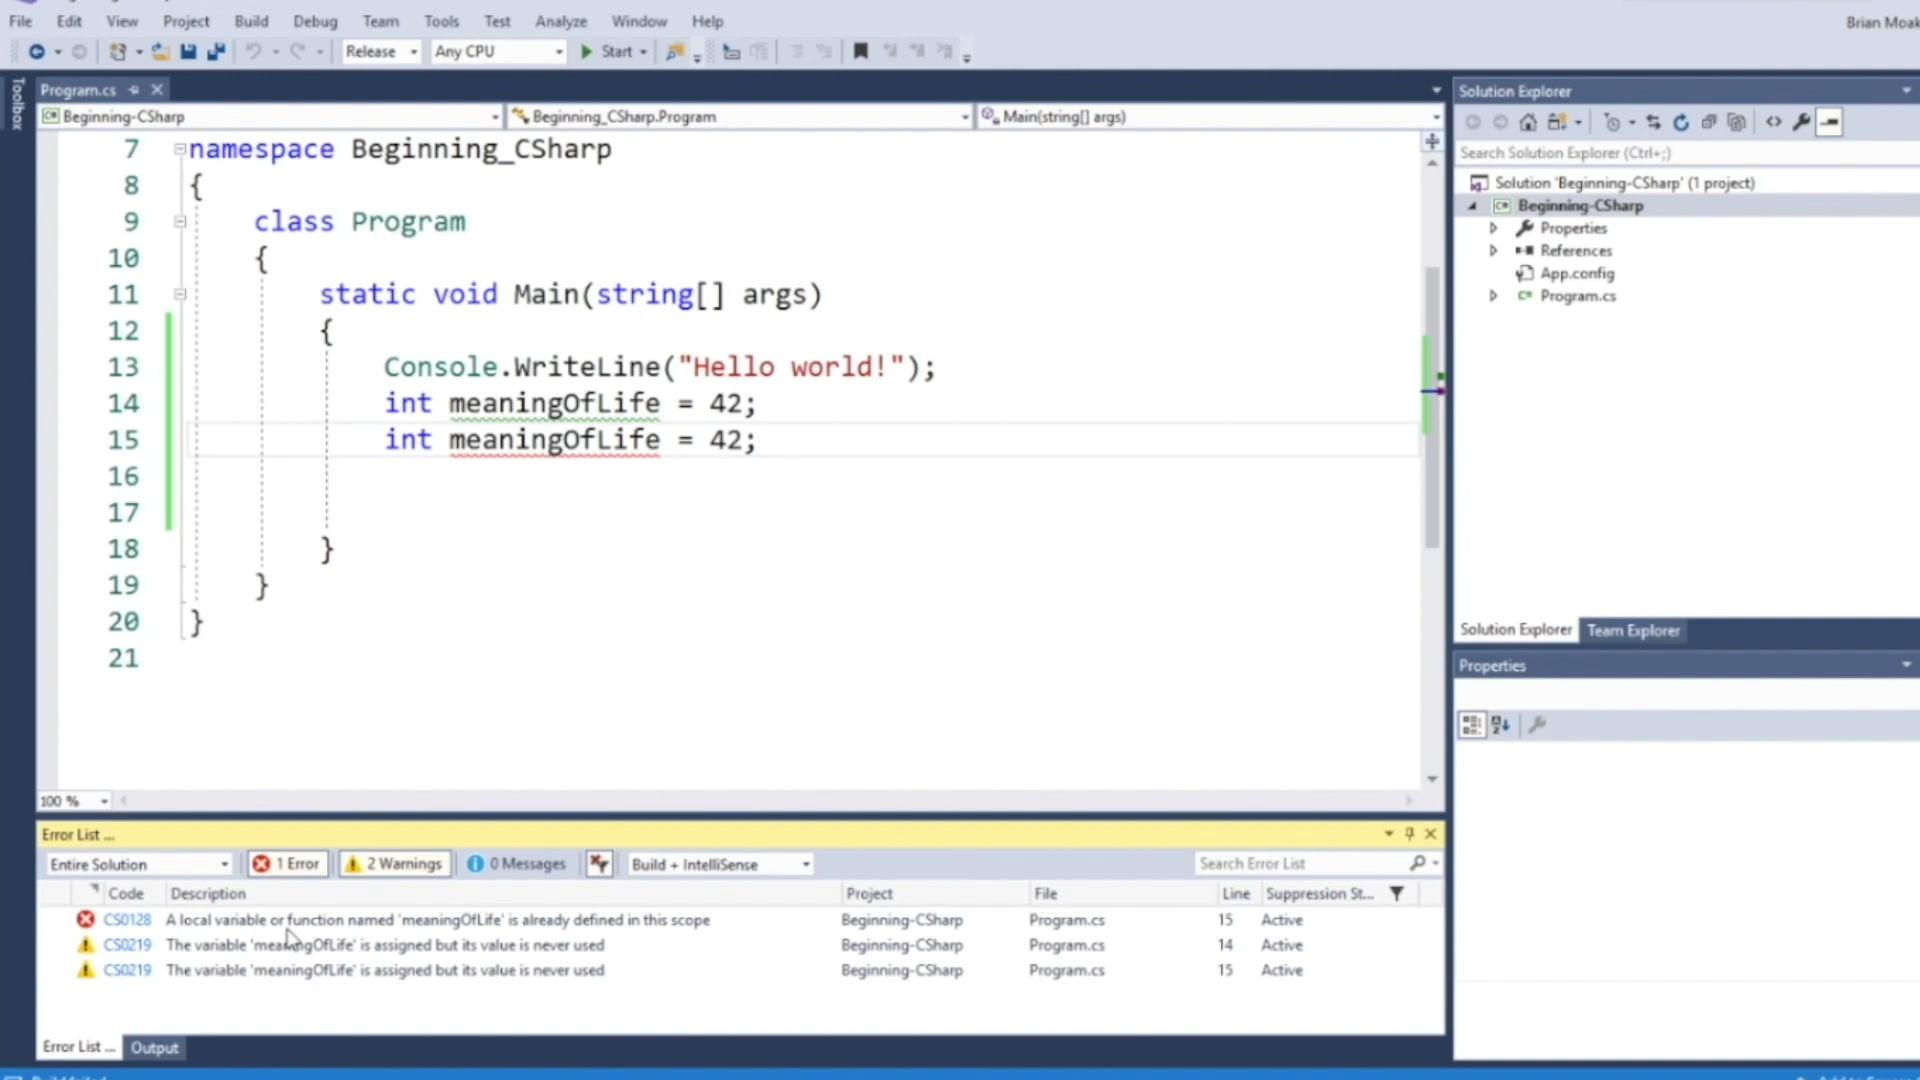 File Edit View Project Build Debug Team Tools Test Analyze Window Help
Brian Moak
Release Any CPU Start
Toolbox
Program.cs
Beginning-CSharp Beginning_CSharp.Program Main(string[] args)
7 namespace Beginning_CSharp
8 {
9 class Program
10 {
11 static void Main(string[] args)
12 {
13 Console.WriteLine("Hello world!");
14 int meaningOfLife = 42;
15 int meaningOfLife = 42;
16
17
18 }
19 }
20 }
21
100 %
Solution Explorer
Search Solution Explorer (Ctrl+;)
Solution 'Beginning-CSharp' (1 project)
Beginning-CSharp
Properties
References
App.config
Program.cs
Solution Explorer Team Explorer
Properties
Error List ...
Entire Solution 1 Error 2 Warnings 0 Messages Build + IntelliSense Search Error List
Code Description Project File Line Suppression St...
CS0128 A local variable or function named 'meaningOfLife' is already defined in this scope Beginning-CSharp Program.cs 15 Active
CS0219 The variable 'meaningOfLife' is assigned but its value is never used Beginning-CSharp Program.cs 14 Active
CS0219 The variable 'meaningOfLife' is assigned but its value is never used Beginning-CSharp Program.cs 15 Active
Error List ... Output